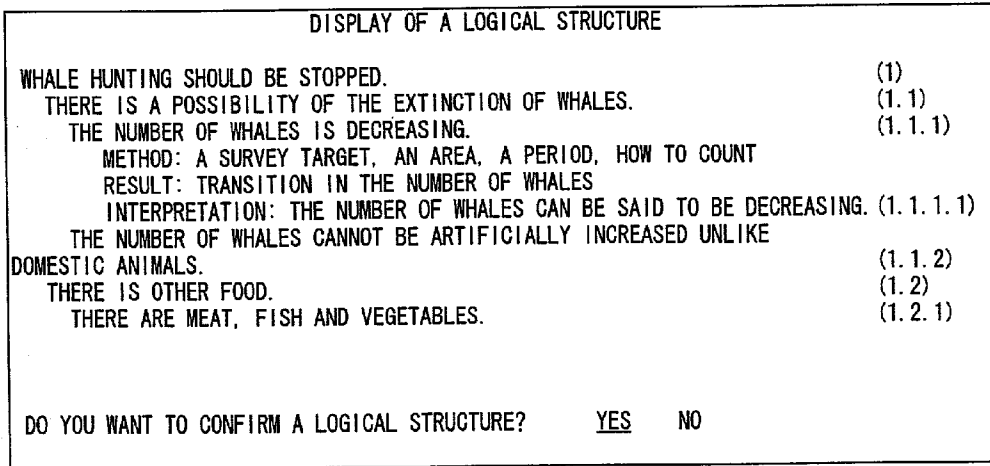 DISPLAY OF A LOGICAL STRUCTURE
WHALE HUNTING SHOULD BE STOPPED. (1)
THERE IS A POSSIBILITY OF THE EXTINCTION OF WHALES. (1.1)
THE NUMBER OF WHALES IS DECREASING. (1.1.1)
METHOD: A SURVEY TARGET, AN AREA, A PERIOD, HOW TO COUNT
RESULT: TRANSITION IN THE NUMBER OF WHALES
INTERPRETATION: THE NUMBER OF WHALES CAN BE SAID TO BE DECREASING. (1.1.1.1)
THE NUMBER OF WHALES CANNOT BE ARTIFICIALLY INCREASED UNLIKE
DOMESTIC ANIMALS. (1.1.2)
THERE IS OTHER FOOD. (1.2)
THERE ARE MEAT, FISH AND VEGETABLES. (1.2.1)
DO YOU WANT TO CONFIRM A LOGICAL STRUCTURE? YES NO